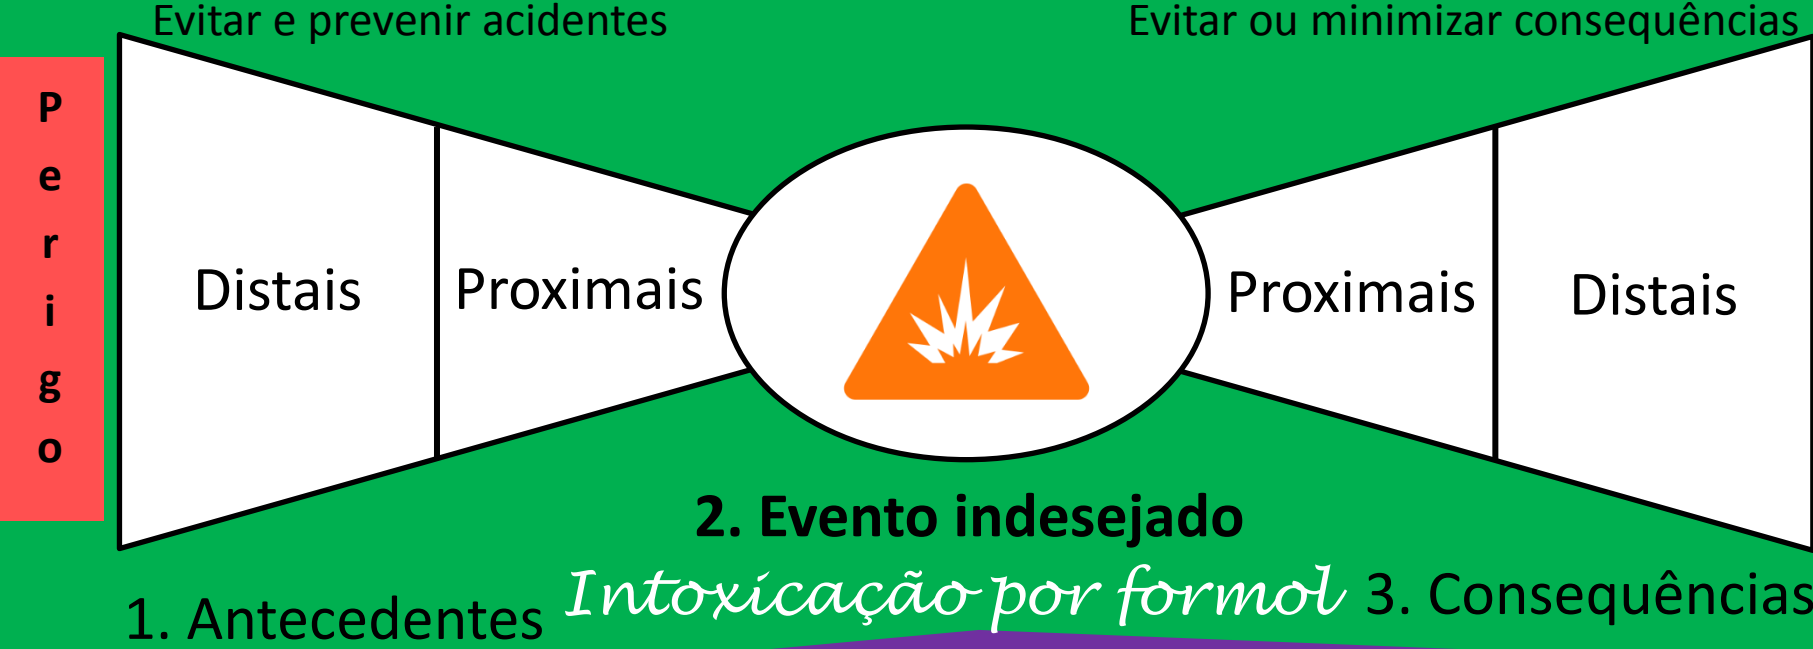 Evitar e prevenir acidentes
Evitar ou minimizar consequências
Perigo
Distais
Proximais
Proximais
Distais
2. Evento indesejado
Intoxicação por formol
1. Antecedentes
3. Consequências